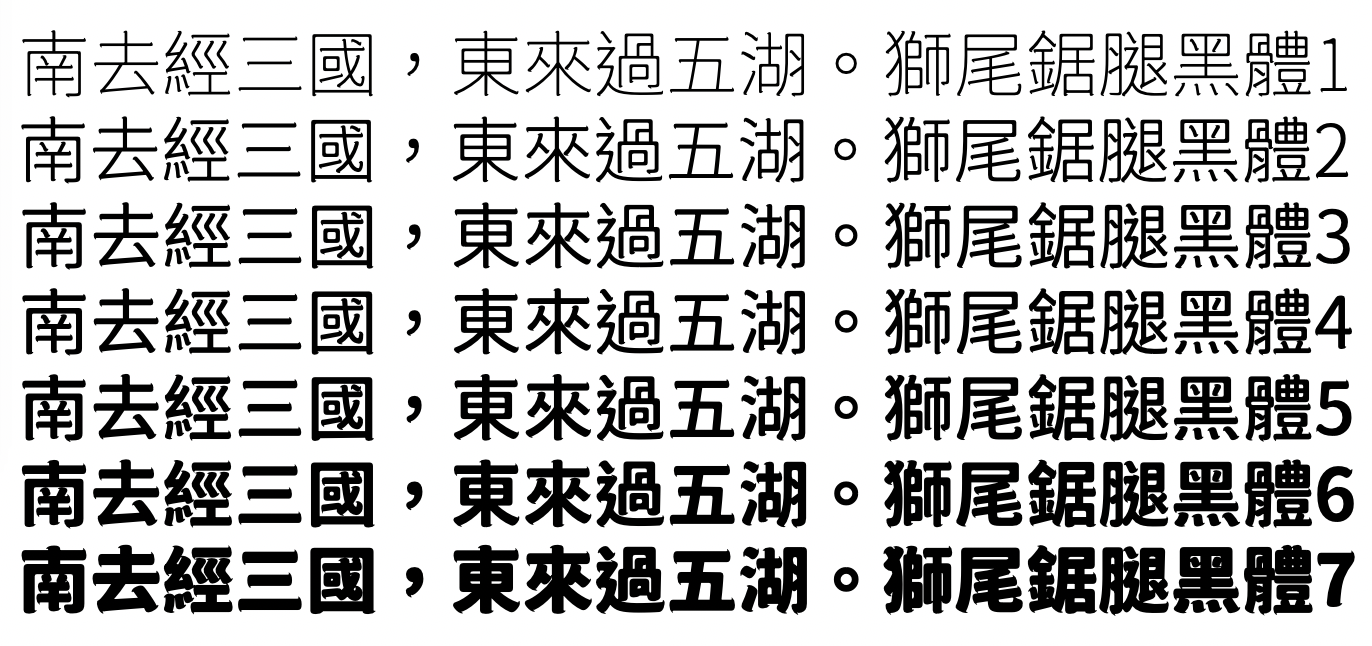 南去經三國，東來過五湖。獅尾鋸腿黑體1
南去經三國，東來過五湖。獅尾鋸腿黑體2
南去經三國，東來過五湖。獅尾鋸腿黑體3
南去經三國，東來過五湖。獅尾鋸腿黑體4
南去經三國，東來過五湖。獅尾鋸腿黑體5
南去經三國，東來過五湖。獅尾鋸腿黑體6
南去經三國，東來過五湖。獅尾鋸腿黑體7